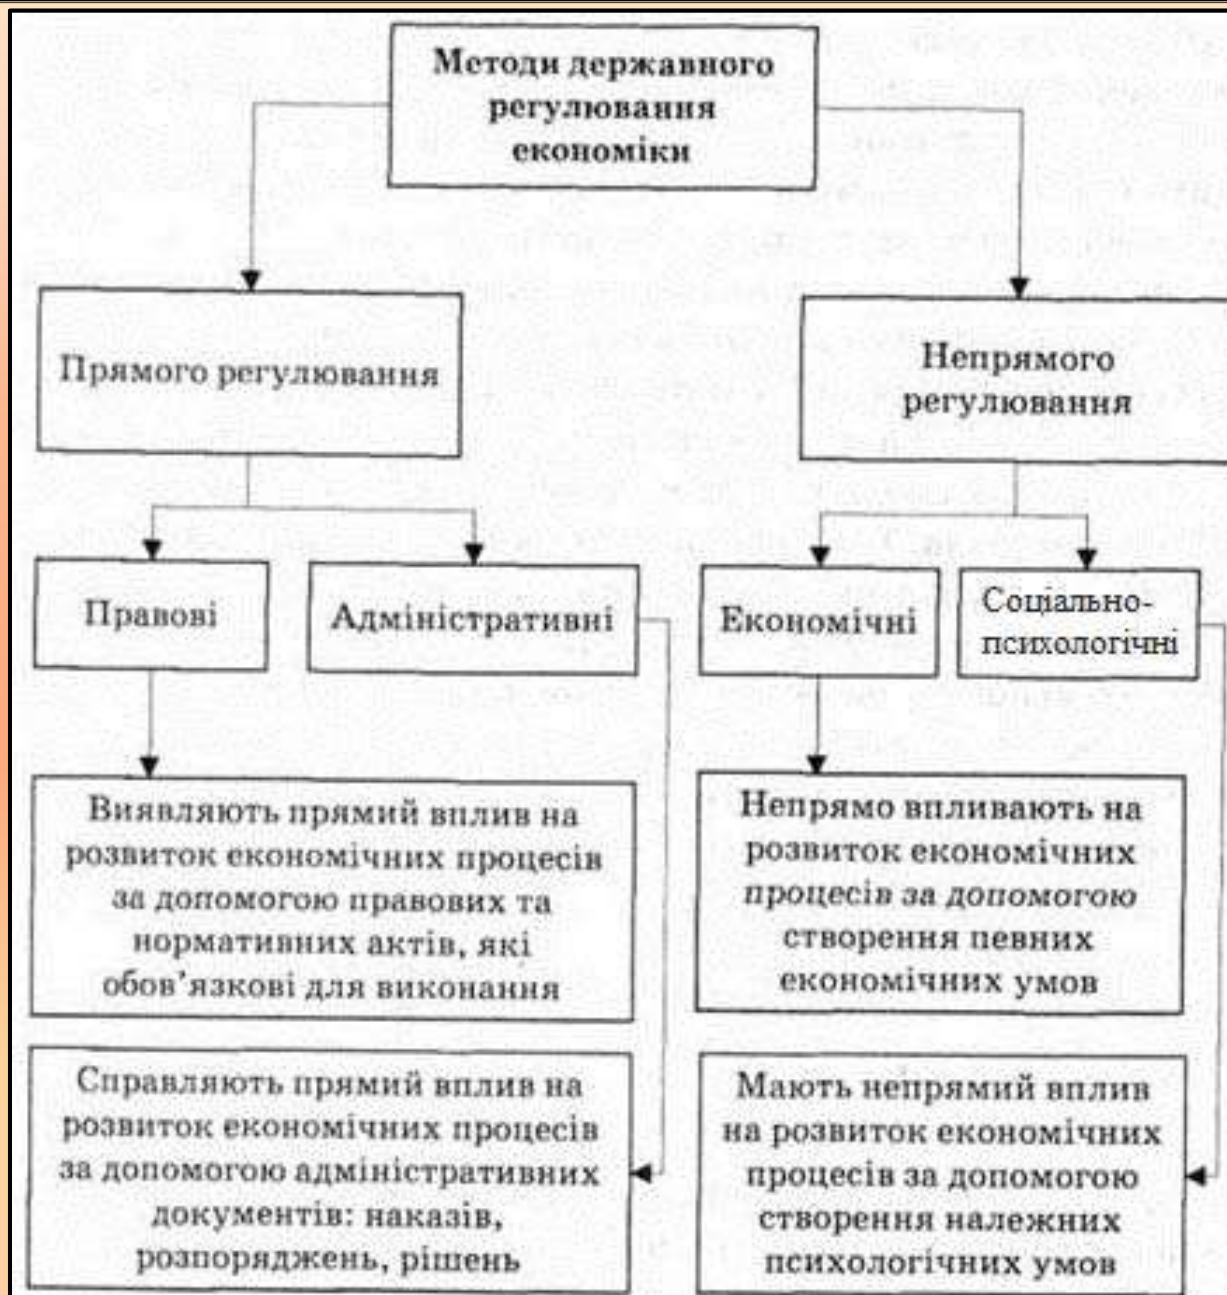 Методи державного
регулювання
економіки
Прямого регулювання
Непрямого
регулювання
Правові
Адміністративні
Економічні
Соціально-
психологічні
Виявляють прямий вплив на
розвиток економічних процесів
за допомогою правових та
нормативних актів, які
обов’язкові для виконання
Непрямо впливають на
розвиток економічних
процесів за допомогою
створення певних
економічних умов
Справляють прямий вплив на
розвиток економічних процесів
за допомогою адміністративних
документів: наказів,
розпоряджень, рішень
Мають непрямий вплив
на розвиток економічних
процесів за допомогою
створення належних
психологічних умов